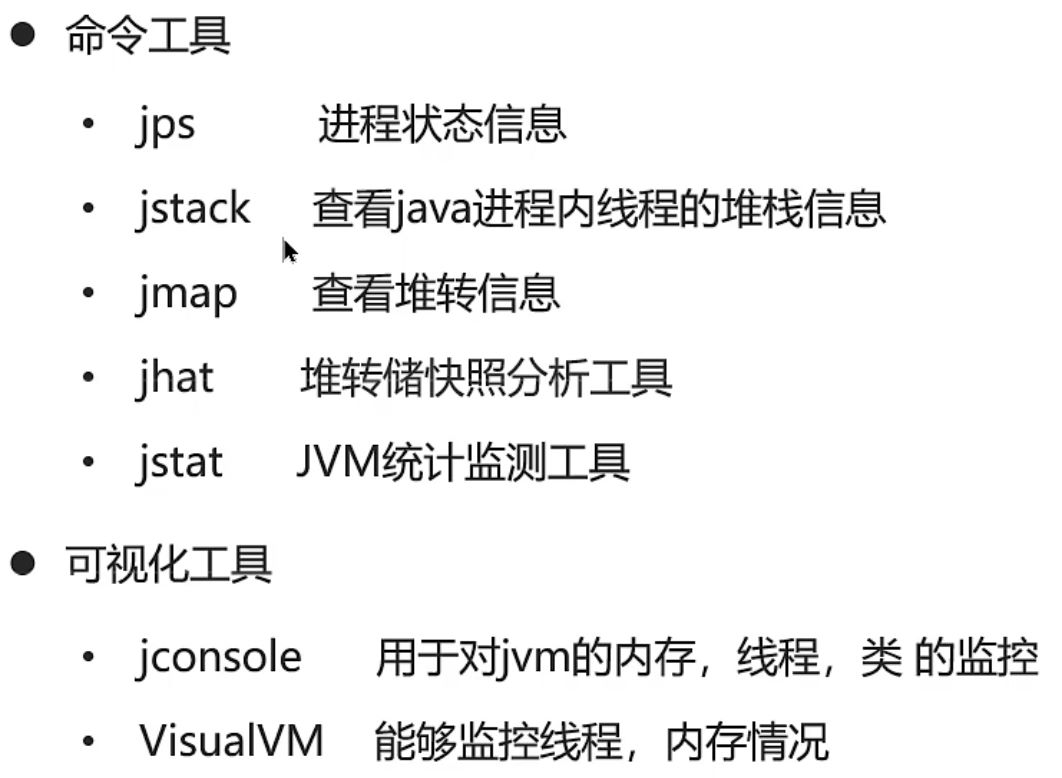 ● 命令工具
• jps 进程状态信息
• jstack 查看java进程内线程的堆栈信息
• jmap 查看堆转信息
• jhat 堆转储快照分析工具
• jstat JVM统计监测工具
● 可视化工具
• jconsole 用于对jvm的内存，线程，类 的监控
• VisualVM 能够监控线程，内存情况